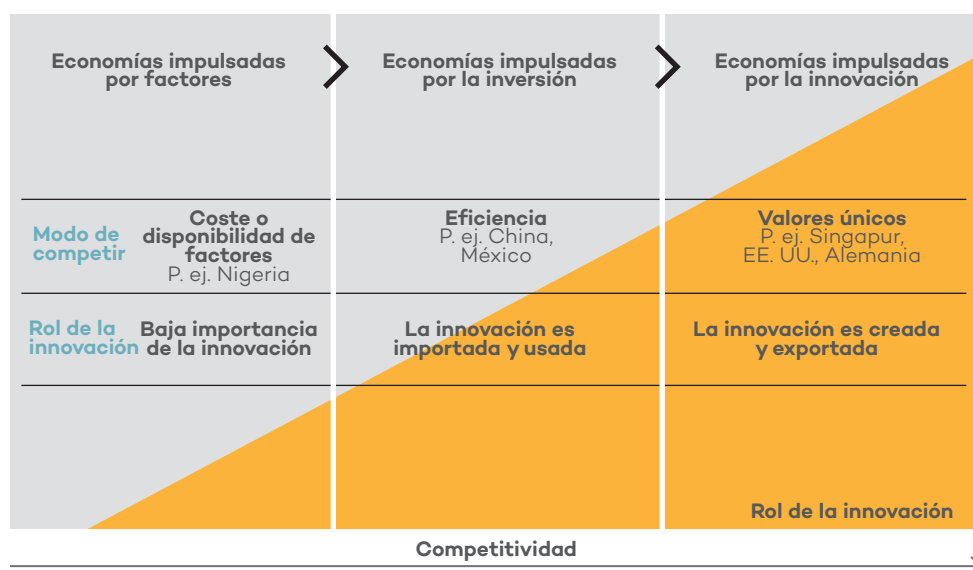 Economías impulsadas
por factores
Economías impulsadas
por la inversión
Economías impulsadas
por la innovación
Modo de
competir
Coste o
disponibilidad de
factores
P. ej. Nigeria
Eficiencia
P. ej. China,
México
Valores únicos
P. ej. Singapur,
EE. UU., Alemania
Rol de la
innovación
Baja importancia
de la innovación
La innovación es
importada y usada
La innovación es creada
y exportada
Rol de la innovación
Competitividad